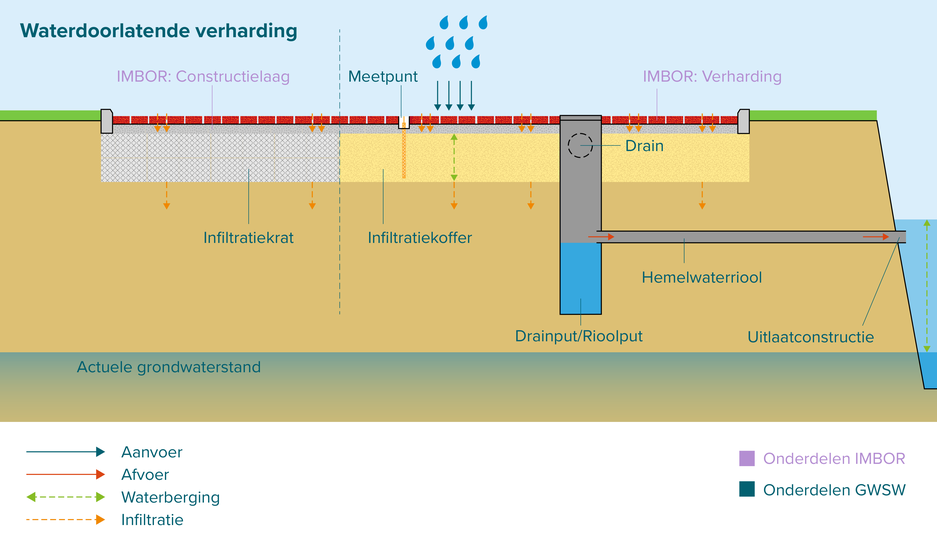 Waterdoorlatende verharding
IMBOR: Constructielaag
Meetpunt
IMBOR: Verharding
Drain
Infiltratiekrat
Infiltratiekoffer
Hemelwaterriool
Drainput/Rioolput
Uitlaatconstructie
Actuele grondwaterstand
Aanvoer
Afvoer
Waterberging
Infiltratie
Onderdelen IMBOR
Onderdelen GWSW